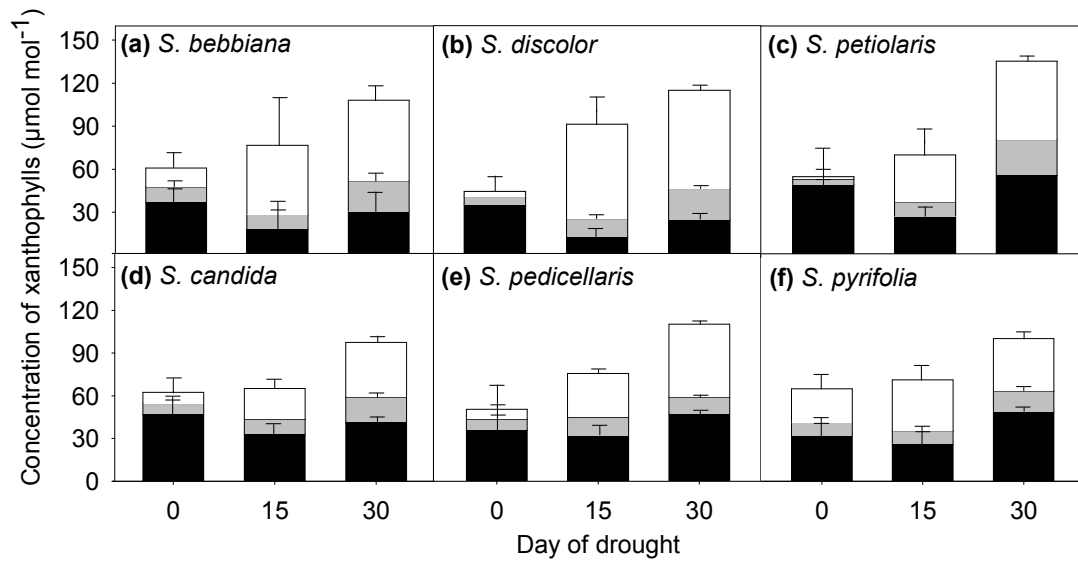 Concentration of xanthophylls (µmol mol⁻¹)
150
120
90
60
30
(a) S. bebbiana
(b) S. discolor
(c) S. petiolaris
150
120
90
60
30
0
(d) S. candida
(e) S. pedicellaris
(f) S. pyrifolia
0 15 30 0 15 30 0 15 30
Day of drought